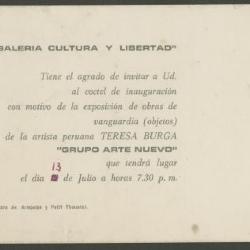 GALERIA CULTURA Y LIBERTAD"
Tiene el agrado de invitar a Ud.
al coctel de inauguración
con motivo de la exposición de obras de
vanguardia (objetos)
de la artista peruana TERESA BURGA
"GRUPO ARTE NUEVO"
que tendrá lugar
13
el dia de Julio a horas 7.30 p. m.
de Arequipa y Petit Thouars).